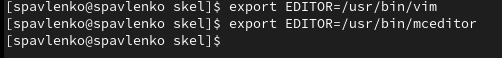 [spavlenko@spavlenko skel]$ export EDITOR=/usr/bin/vim
[spavlenko@spavlenko skel]$ export EDITOR=/usr/bin/mceditor
[spavlenko@spavlenko skel]$